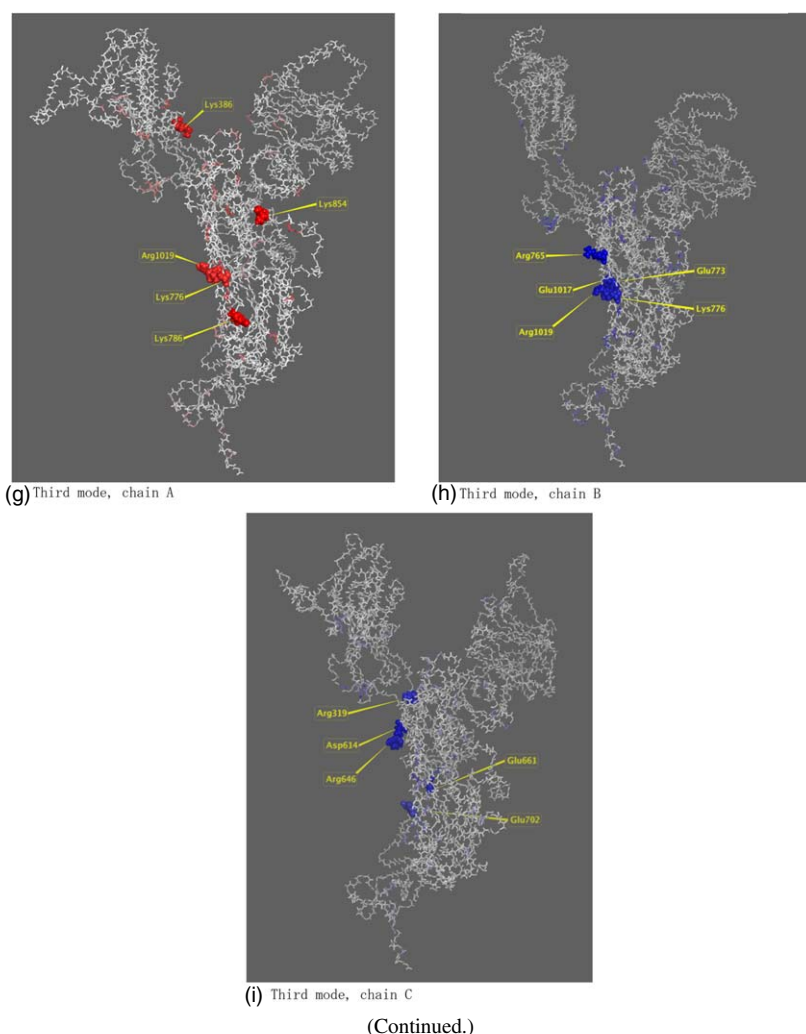 Lys386
Lys854
Arg1019
Lys776
Lys786
(g) Third mode, chain A
Arg765
Glu773
Glu1017
Lys776
Arg1019
(h) Third mode, chain B
Arg319
Asp614
Arg646
Glu661
Glu702
(i) Third mode, chain C
(Continued.)